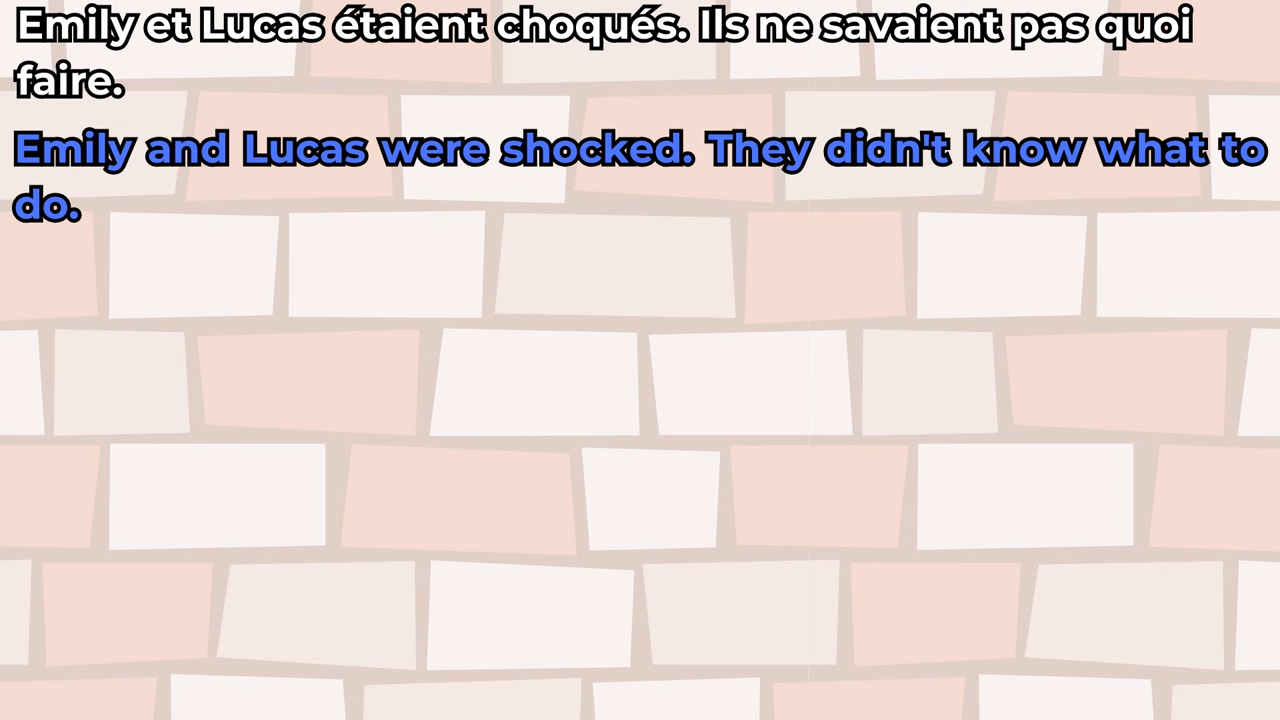 Emily et Lucas étaient choqués. Ils ne savaient pas quoi
faire.
Emily and Lucas were shocked. They didn't know what to
do.